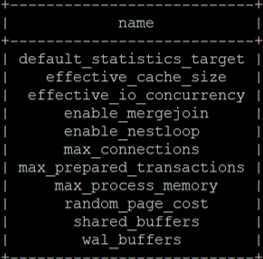 name
default_statistics_target
effective_cache_size
effective_io_concurrency
enable_mergejoin
enable_nestloop
max_connections
max_prepared_transactions
max_process_memory
random_page_cost
shared_buffers
wal_buffers